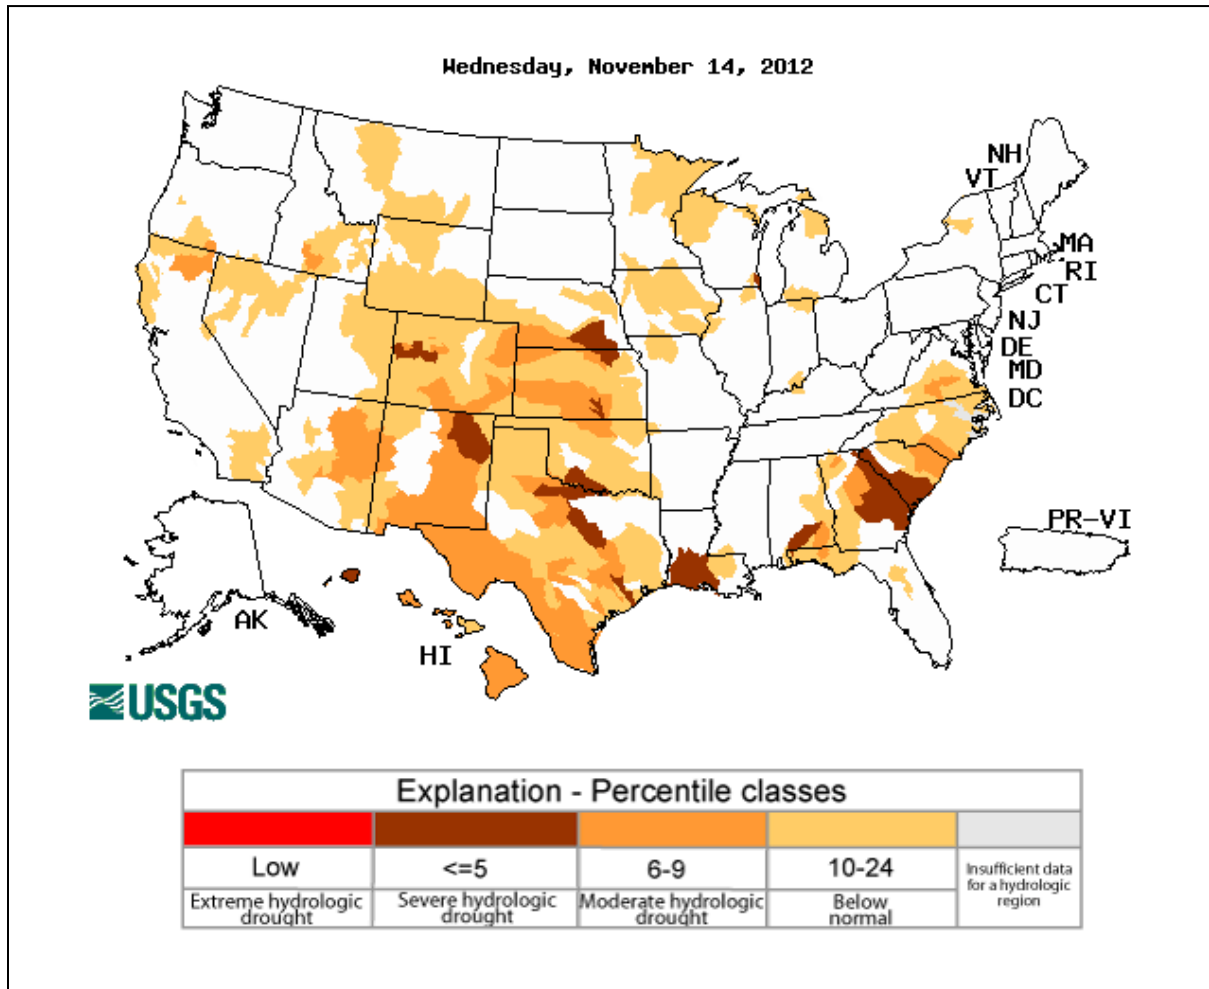 Wednesday, November 14, 2012
NH
VT
MA
RI
CT
NJ
DE
MD
DC
PR-VI
AK
HI
USGS
Explanation - Percentile classes
Low
<=5
6-9
10-24
Insufficient data
for a hydrologic
region
Extreme hydrologic
drought
Severe hydrologic
drought
Moderate hydrologic
drought
Below
normal